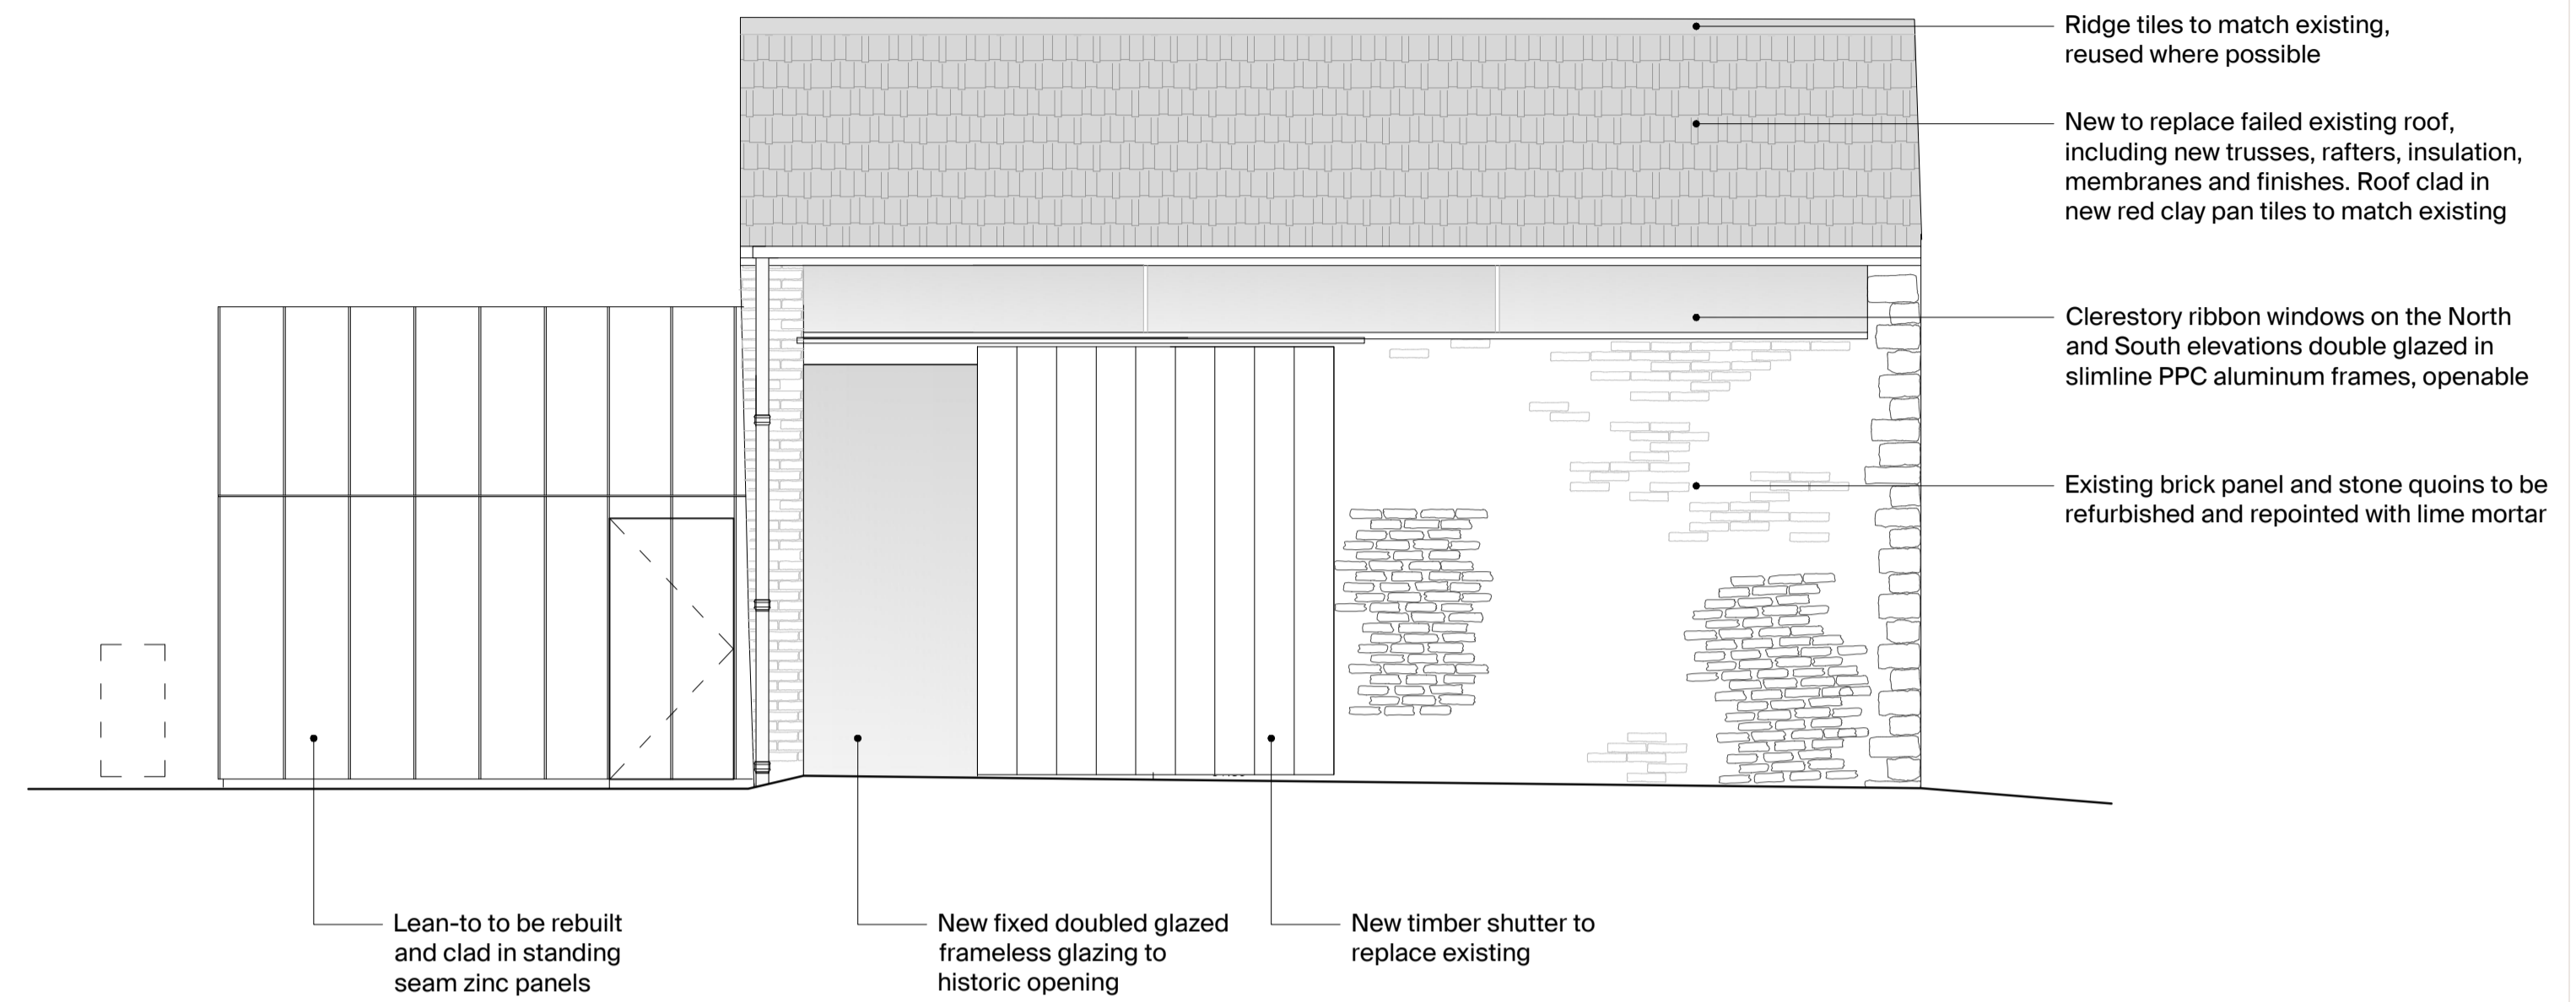 Ridge tiles to match existing,
reused where possible
New to replace failed existing roof,
including new trusses, rafters, insulation,
membranes and finishes. Roof clad in
new red clay pan tiles to match existing
Clerestory ribbon windows on the North
and South elevations double glazed in
slimline PPC aluminum frames, openable
Existing brick panel and stone quoins to be
refurbished and repointed with lime mortar
Lean-to to be rebuilt
and clad in standing
seam zinc panels
New fixed doubled glazed
frameless glazing to
historic opening
New timber shutter to
replace existing